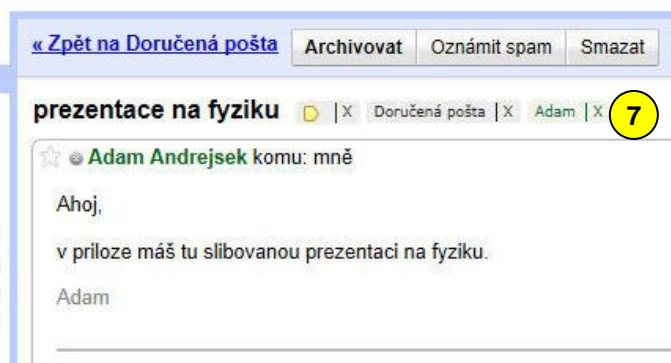 « Zpět na Doručená pošta Archivovat Oznámit spam Smazat
prezentace na fyziku | X Doručená pošta | X Adam | X 7
Adam Andrejsek komu: mně
Ahoj,
v priloze máš tu slibovanou prezentaci na fyziku.
Adam